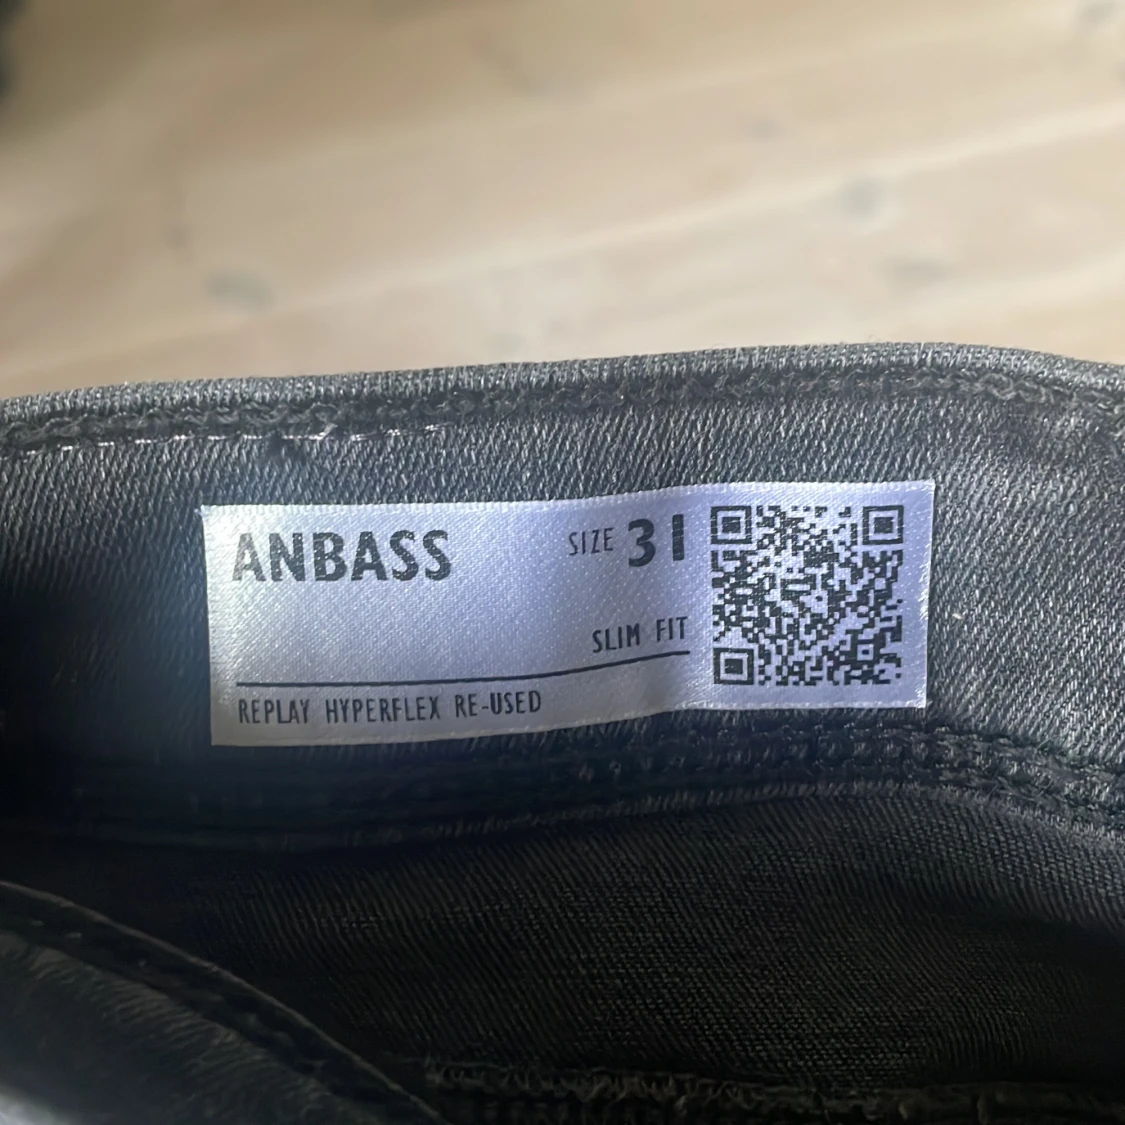 ANBASS
SIZE 31
SLIM FIT
REPLAY HYPERFLEX RE-USED